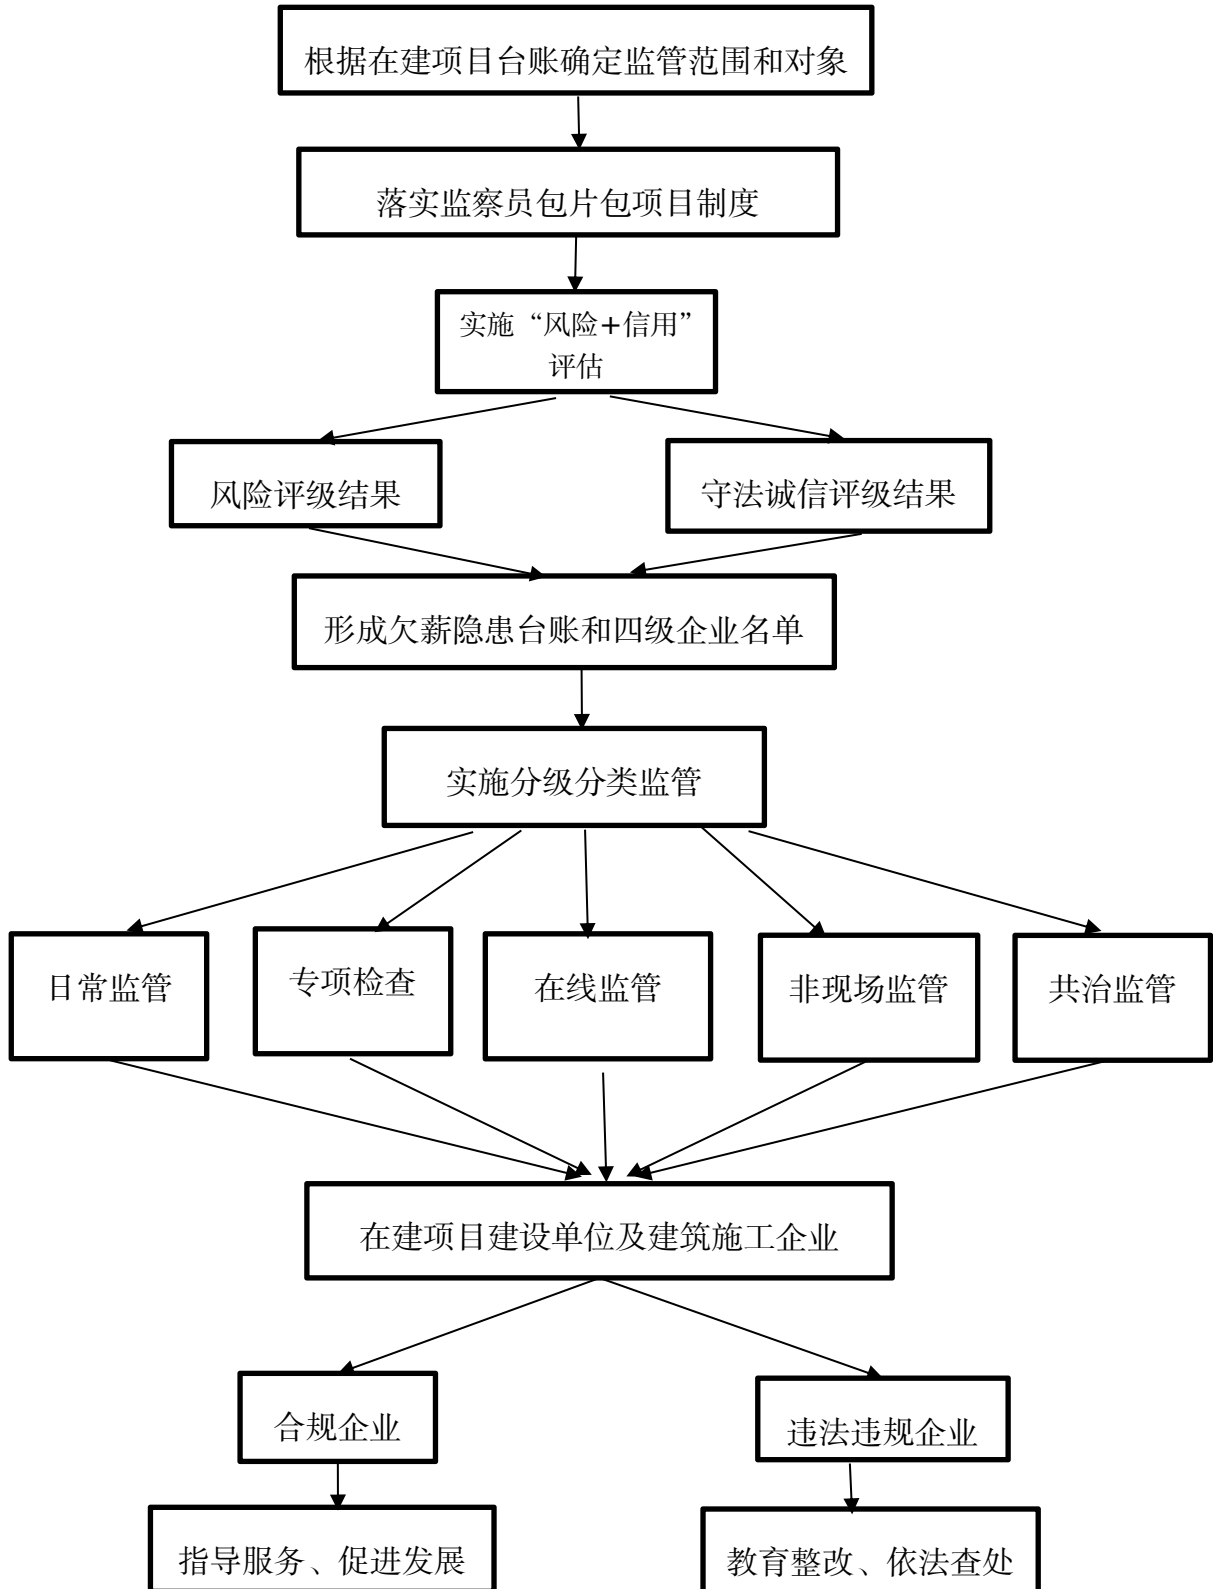 根据在建项目台账确定监管范围和对象
落实监察员包片包项目制度
实施“风险+信用”
评估
风险评级结果
守法诚信评级结果
形成欠薪隐患台账和四级企业名单
实施分级分类监管
日常监管
专项检查
在线监管
非现场监管
共治监管
在建项目建设单位及建筑施工企业
合规企业
违法违规企业
指导服务、促进发展
教育整改、依法查处